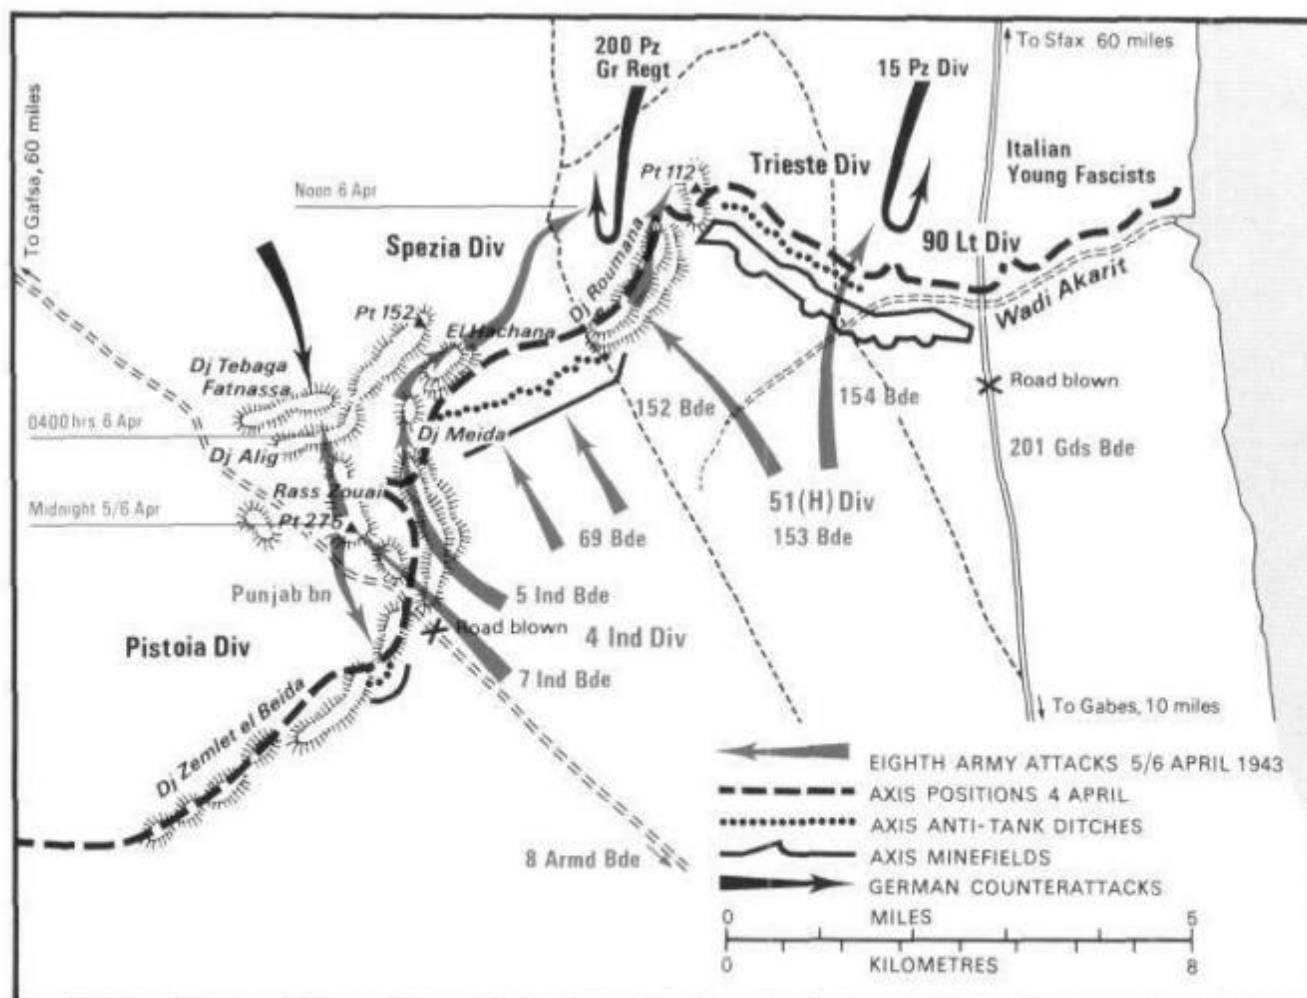 200 Pz
Gr Regt
15 Pz Div
To Sfax 60 miles
To Gafsa, 60 miles
Italian
Young Fascists
Trieste Div
Pt 112
Noon 6 Apr
Spezia Div
90 Lt Div
Dj Roumana
Wadi Akarit
Pt 152
El Hachana
Dj Tebaga
Fatnassa
Road blown
152 Bde
154 Bde
0400 hrs 6 Apr
Dj Meida
Dj Alig
201 Gds Bde
Rass Zouai
51(H) Div
Midnight 5/6 Apr
Pt 275
69 Bde
153 Bde
Punjab bn
5 Ind Bde
Road blown
4 Ind Div
Pistoia Div
7 Ind Bde
Dj Zemlet el Beida
To Gabes, 10 miles
8 Armd Bde
EIGHTH ARMY ATTACKS 5/6 APRIL 1943
AXIS POSITIONS 4 APRIL
AXIS ANTI-TANK DITCHES
AXIS MINEFIELDS
GERMAN COUNTERATTACKS
0 MILES 5
0 KILOMETRES 8